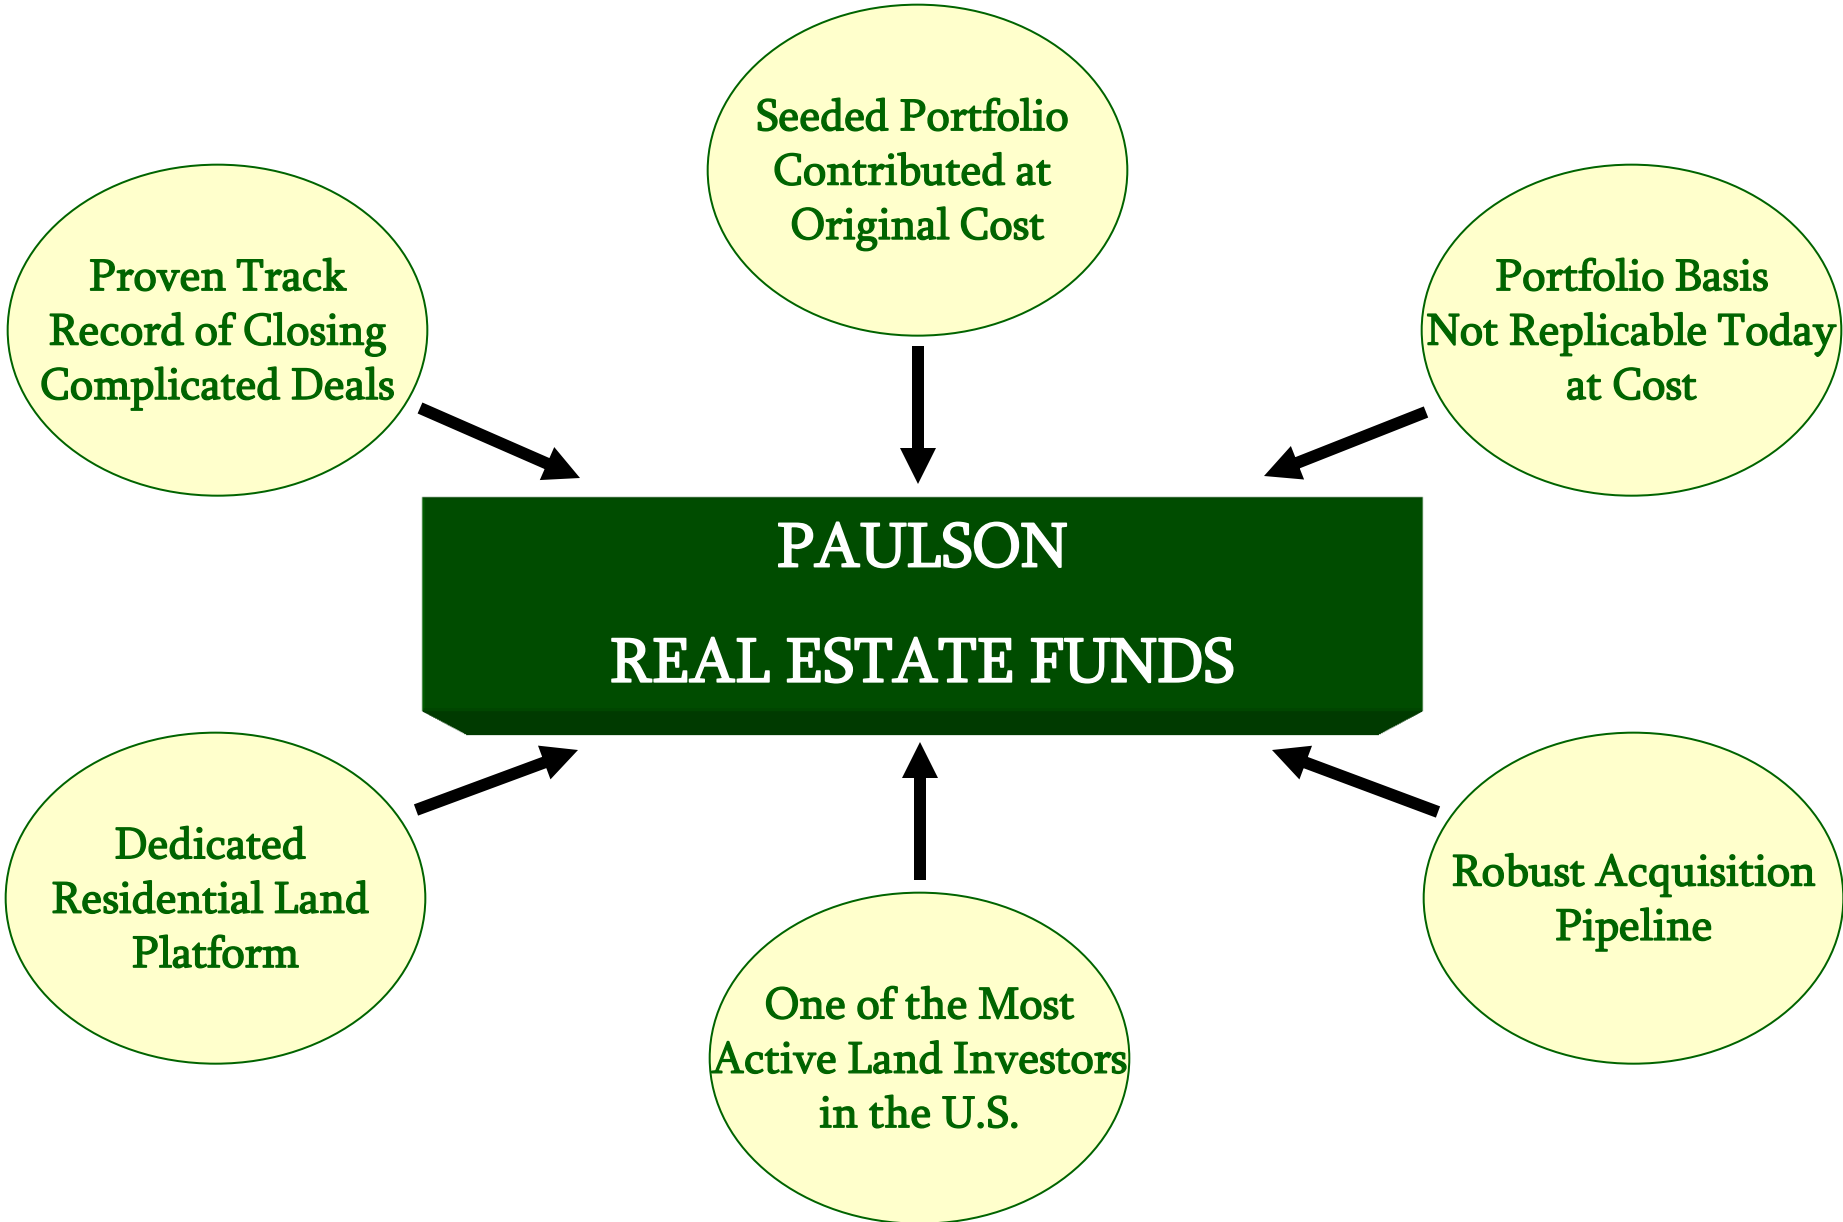 Seeded Portfolio
Contributed at
Original Cost
Proven Track
Record of Closing
Complicated Deals
Portfolio Basis
Not Replicable Today
at Cost
PAULSON
REAL ESTATE FUNDS
Dedicated
Residential Land
Platform
One of the Most
Active Land Investors
in the U.S.
Robust Acquisition
Pipeline